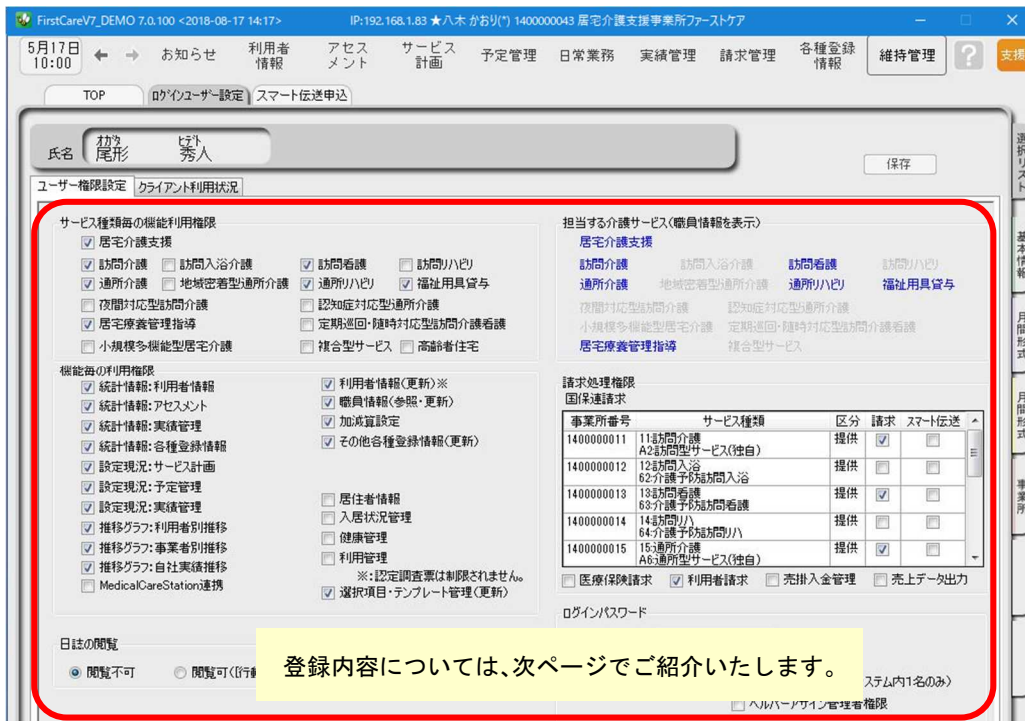 FirstCareV7_DEMO 7.0.100 <2018-08-17 14:17> IP:192.168.1.83 ★八木 かおり(*) 1400000043 居宅介護支援事業所ファーストケア
5月17日 10:00 お知らせ 利用者情報 アセスメント サービス計画 予定管理 日常業務 実績管理 請求管理 各種登録情報 維持管理 ? 支援
TOP ログインユーザー設定 スマート伝送申込
オガタ ヒデト
氏名 尾形 秀人
保存
ユーザー権限設定 クライアント利用状況
サービス種類毎の機能利用権限
居宅介護支援
訪問介護 訪問入浴介護 訪問看護 訪問リハビリ
通所介護 地域密着型通所介護 通所リハビリ 福祉用具貸与
夜間対応型訪問介護 認知症対応型通所介護
居宅療養管理指導 定期巡回・随時対応型訪問介護看護
小規模多機能型居宅介護 複合型サービス 高齢者住宅
担当する介護サービス(職員情報を表示)
居宅介護支援
訪問介護 訪問入浴介護 訪問看護 訪問リハビリ
通所介護 地域密着型通所介護 通所リハビリ 福祉用具貸与
夜間対応型訪問介護 認知症対応型通所介護
小規模多機能型居宅介護 定期巡回・随時対応型訪問介護看護
居宅療養管理指導 複合型サービス
機能毎の利用権限
統計情報:利用者情報
統計情報:アセスメント
統計情報:実績管理
統計情報:各種登録情報
設定現況:サービス計画
設定現況:予定管理
設定現況:実績管理
推移グラフ:利用者別推移
推移グラフ:事業者別推移
推移グラフ:自社実績推移
MedicalCareStation連携
利用者情報(更新)※
職員情報(参照・更新)
加減算設定
その他各種登録情報(更新)
居住者情報
入居状況管理
健康管理
利用管理
※:認定調査票は制限されません。
選択項目・テンプレート管理(更新)
請求処理権限
国保連請求
事業所番号 サービス種類 区分 請求 スマート伝送
1400000011 11:訪問介護 提供
A2:訪問型サービス(独自)
1400000012 12:訪問入浴 提供
62:介護予防訪問入浴
1400000013 13:訪問看護 提供
63:介護予防訪問看護
1400000014 14:訪問リハ 提供
64:介護予防訪問リハ
1400000015 15:通所介護 提供
A6:通所型サービス(独自)
医療保険請求 利用者請求 売掛入金管理 売上データ出力
ログインパスワード
日誌の閲覧
閲覧不可 閲覧可(「行動
登録内容については、次ページでご紹介いたします。
ステム内1名のみ)
ヘルパーアサイン管理者権限
選択リスト
基本情報
月間形式
月間形式
事業所